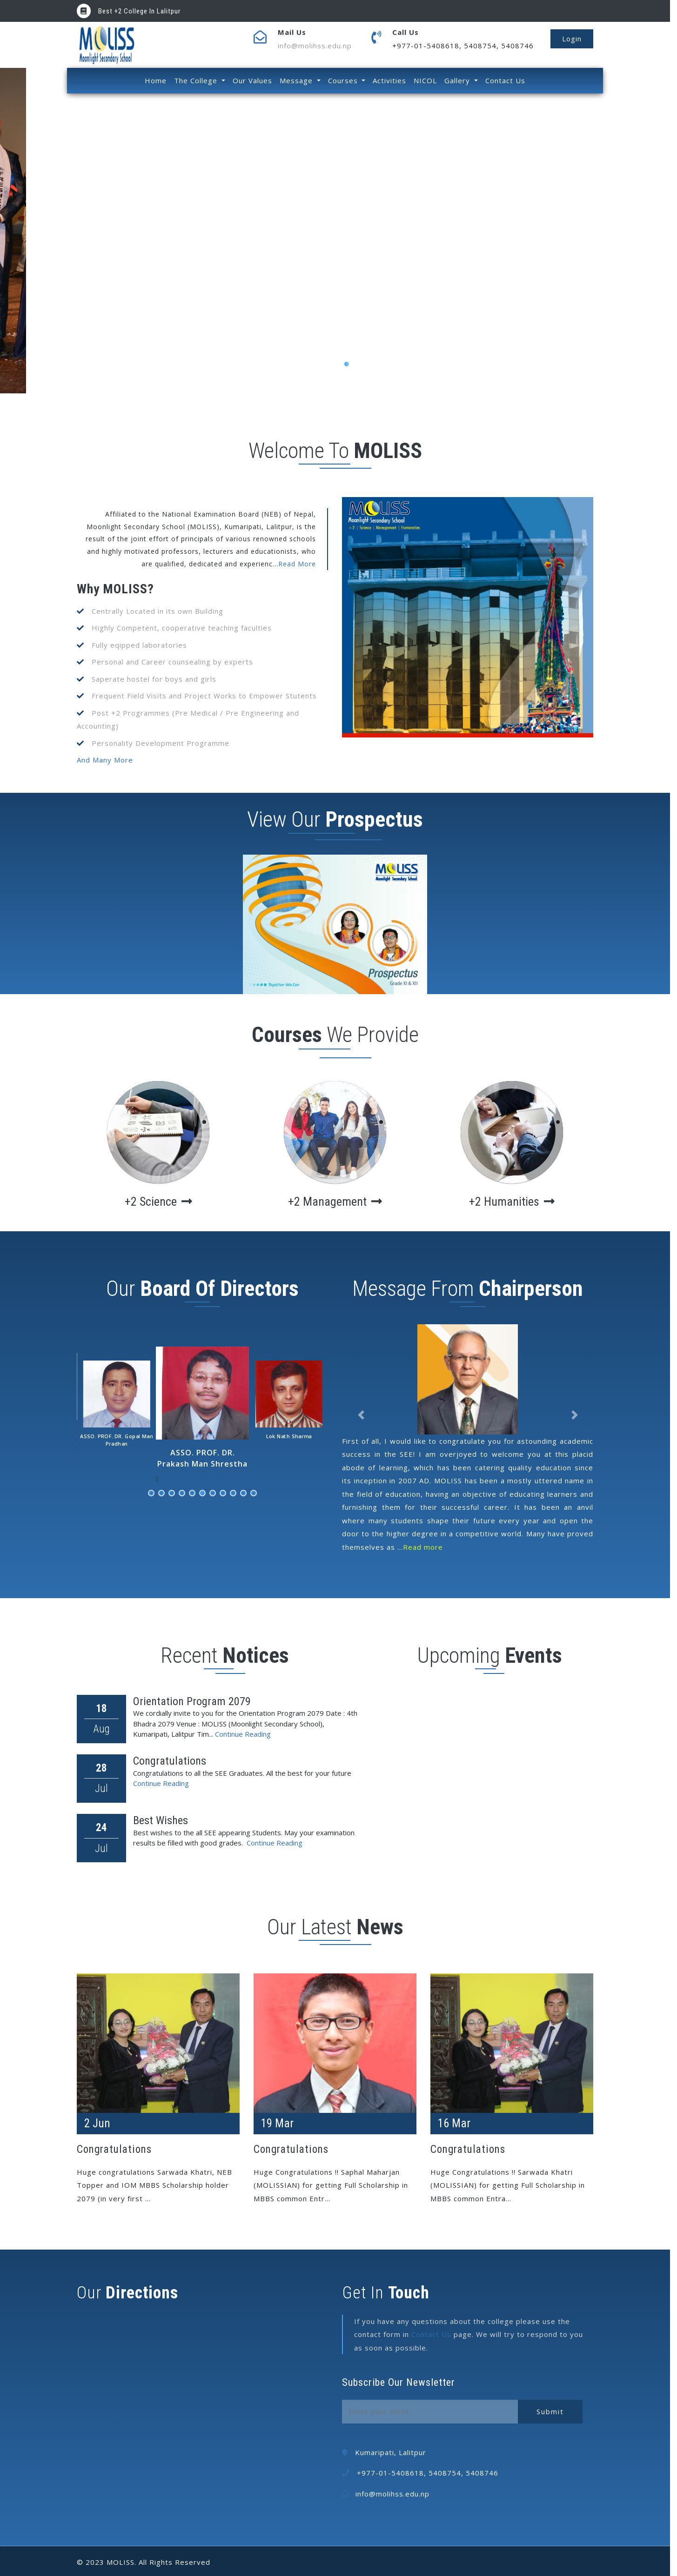 Best +2 College In Lalitpur
MOLISS
Moonlight Secondary School
Mail Us
info@molihss.edu.np
Call Us
+977-01-5408618, 5408754, 5408746
Login
Home The College Our Values Message Courses Activities NICOL Gallery Contact Us
Welcome To MOLISS
Affiliated to the National Examination Board (NEB) of Nepal,
Moonlight Secondary School (MOLISS), Kumaripati, Lalitpur, is the
result of the joint effort of principals of various renowned schools
and highly motivated professors, lecturers and educationists, who
are qualified, dedicated and experienc...Read More
Why MOLISS?
Centrally Located in its own Building
Highly Competent, cooperative teaching faculties
Fully eqipped laboratories
Personal and Career counsealing by experts
Saperate hostel for boys and girls
Frequent Field Visits and Project Works to Empower Stutents
Post +2 Programmes (Pre Medical / Pre Engineering and
Accounting)
Personality Development Programme
And Many More
MOLISS
Moonlight Secondary School
+2 | Science | Management | Humanities
View Our Prospectus
MOLISS
Moonlight Secondary School
Together We Can
Prospectus
Grade XI & XII
Courses We Provide
+2 Science
+2 Management
+2 Humanities
Our Board Of Directors
ASSO. PROF. DR. Gopal Man
Pradhan
ASSO. PROF. DR.
Prakash Man Shrestha
Lok Nath Sharma
Message From Chairperson
First of all, I would like to congratulate you for astounding academic
success in the SEE! I am overjoyed to welcome you at this placid
abode of learning, which has been catering quality education since
its inception in 2007 AD. MOLISS has been a mostly uttered name in
the field of education, having an objective of educating learners and
furnishing them for their successful career. It has been an anvil
where many students shape their future every year and open the
door to the higher degree in a competitive world. Many have proved
themselves as ...Read more
Recent Notices
18
Aug
Orientation Program 2079
We cordially invite to you for the Orientation Program 2079 Date : 4th
Bhadra 2079 Venue : MOLISS (Moonlight Secondary School),
Kumaripati, Lalitpur Tim... Continue Reading
28
Jul
Congratulations
Congratulations to all the SEE Graduates. All the best for your future
Continue Reading
24
Jul
Best Wishes
Best wishes to the all SEE appearing Students. May your examination
results be filled with good grades. Continue Reading
Upcoming Events
Our Latest News
2 Jun
Congratulations
Huge congratulations Sarwada Khatri, NEB
Topper and IOM MBBS Scholarship holder
2079 (in very first ...
19 Mar
Congratulations
Huge Congratulations !! Saphal Maharjan
(MOLISSIAN) for getting Full Scholarship in
MBBS common Entr...
16 Mar
Congratulations
Huge Congratulations !! Sarwada Khatri
(MOLISSIAN) for getting Full Scholarship in
MBBS common Entra...
Our Directions
Get In Touch
If you have any questions about the college please use the
contact form in Contact Us page. We will try to respond to you
as soon as possible.
Subscribe Our Newsletter
Submit
Kumaripati, Lalitpur
+977-01-5408618, 5408754, 5408746
info@molihss.edu.np
© 2023 MOLISS. All Rights Reserved